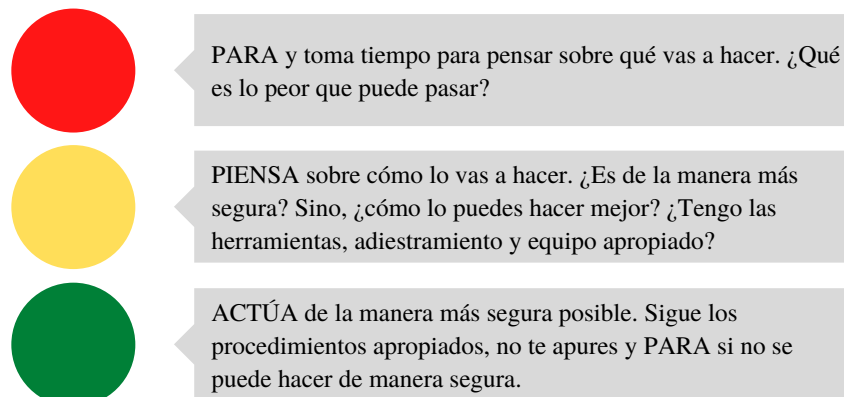 PARA y toma tiempo para pensar sobre qué vas a hacer. ¿Qué
es lo peor que puede pasar?
PIENSA sobre cómo lo vas a hacer. ¿Es de la manera más
segura? Sino, ¿cómo lo puedes hacer mejor? ¿Tengo las
herramientas, adiestramiento y equipo apropiado?
ACTÚA de la manera más segura posible. Sigue los
procedimientos apropiados, no te apures y PARA si no se
puede hacer de manera segura.